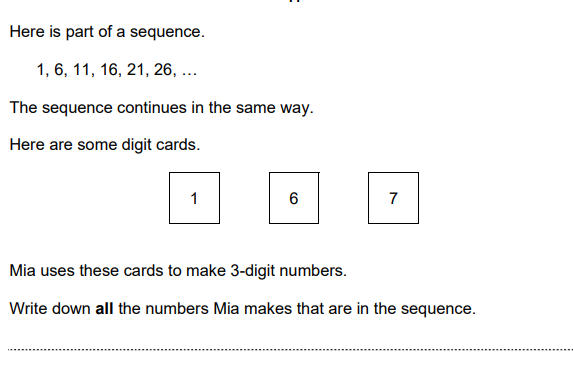 Here is part of a sequence.
1, 6, 11, 16, 21, 26, …
The sequence continues in the same way.
Here are some digit cards.
1 6 7
Mia uses these cards to make 3-digit numbers.
Write down all the numbers Mia makes that are in the sequence.